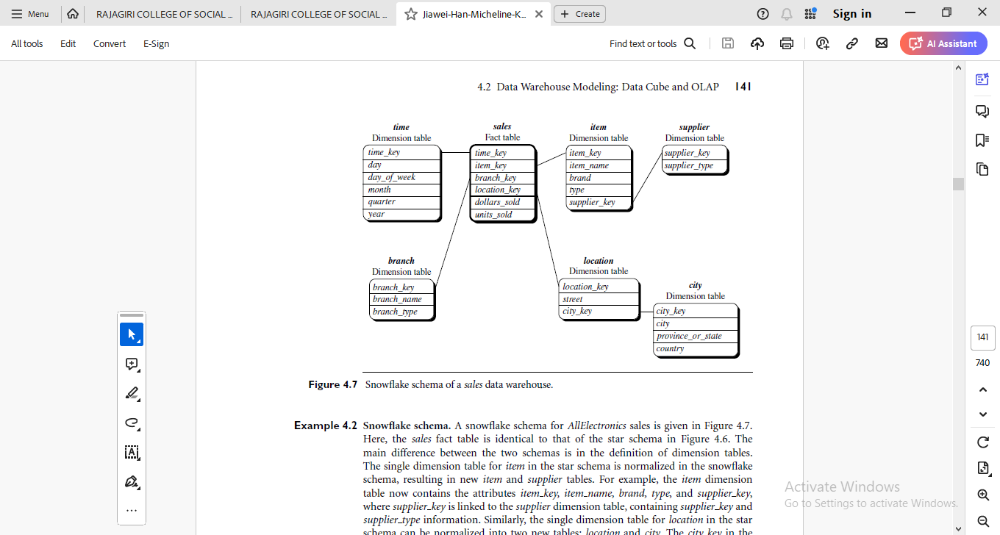 Menu
RAJAGIRI COLLEGE OF SOCIAL ...
RAJAGIRI COLLEGE OF SOCIAL ...
Jiawei-Han-Micheline-K...
+ Create
Sign in
All tools
Edit
Convert
E-Sign
Find text or tools
AI Assistant
4.2 Data Warehouse Modeling: Data Cube and OLAP 141
time
Dimension table
time_key
day
day_of_week
month
quarter
year
sales
Fact table
time_key
item_key
branch_key
location_key
dollars_sold
units_sold
item
Dimension table
item_key
item_name
brand
type
supplier_key
supplier
Dimension table
supplier_key
supplier_type
branch
Dimension table
branch_key
branch_name
branch_type
location
Dimension table
location_key
street
city_key
city
Dimension table
city_key
city
province_or_state
country
Figure 4.7 Snowflake schema of a sales data warehouse.
Example 4.2 Snowflake schema. A snowflake schema for AllElectronics sales is given in Figure 4.7.
Here, the sales fact table is identical to that of the star schema in Figure 4.6. The
main difference between the two schemas is in the definition of dimension tables.
The single dimension table for item in the star schema is normalized in the snowflake
schema, resulting in new item and supplier tables. For example, the item dimension
table now contains the attributes item_key, item_name, brand, type, and supplier_key,
where supplier_key is linked to the supplier dimension table, containing supplier_key and
supplier_type information. Similarly, the single dimension table for location in the star
schema can be normalized into two new tables: location and city. The city_key in the
141
740
Activate Windows
Go to Settings to activate Windows.